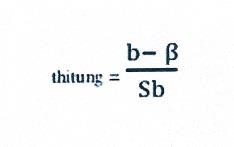 thitung = b− β / Sb